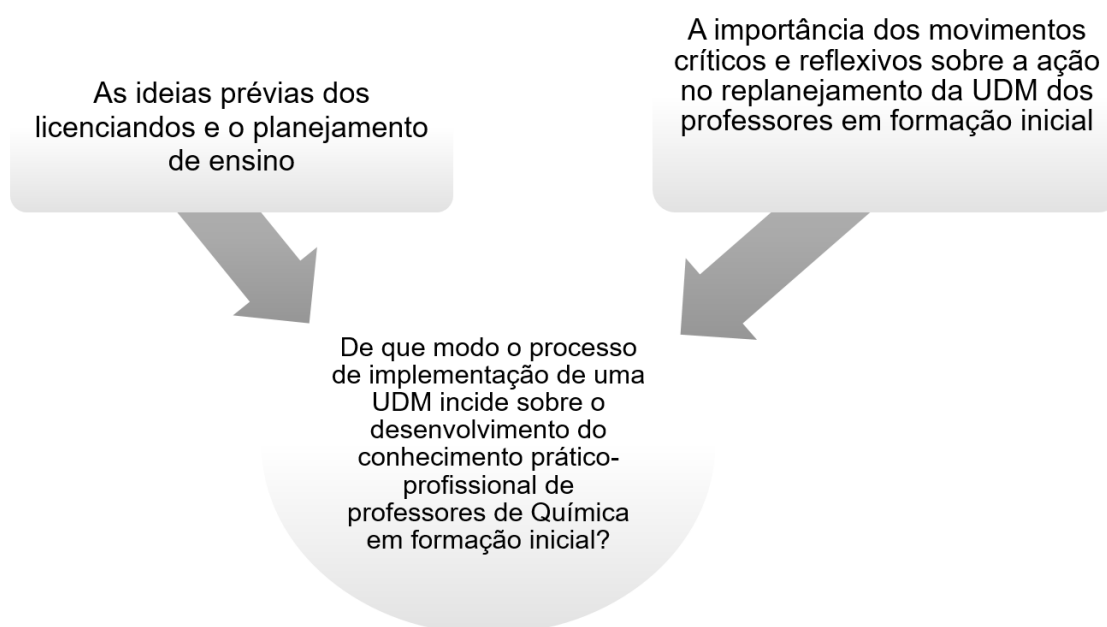 As ideias prévias dos
licenciandos e o planejamento
de ensino
A importância dos movimentos
críticos e reflexivos sobre a ação
no replanejamento da UDM dos
professores em formação inicial
De que modo o processo
de implementação de uma
UDM incide sobre o
desenvolvimento do
conhecimento prático-
profissional de
professores de Química
em formação inicial?